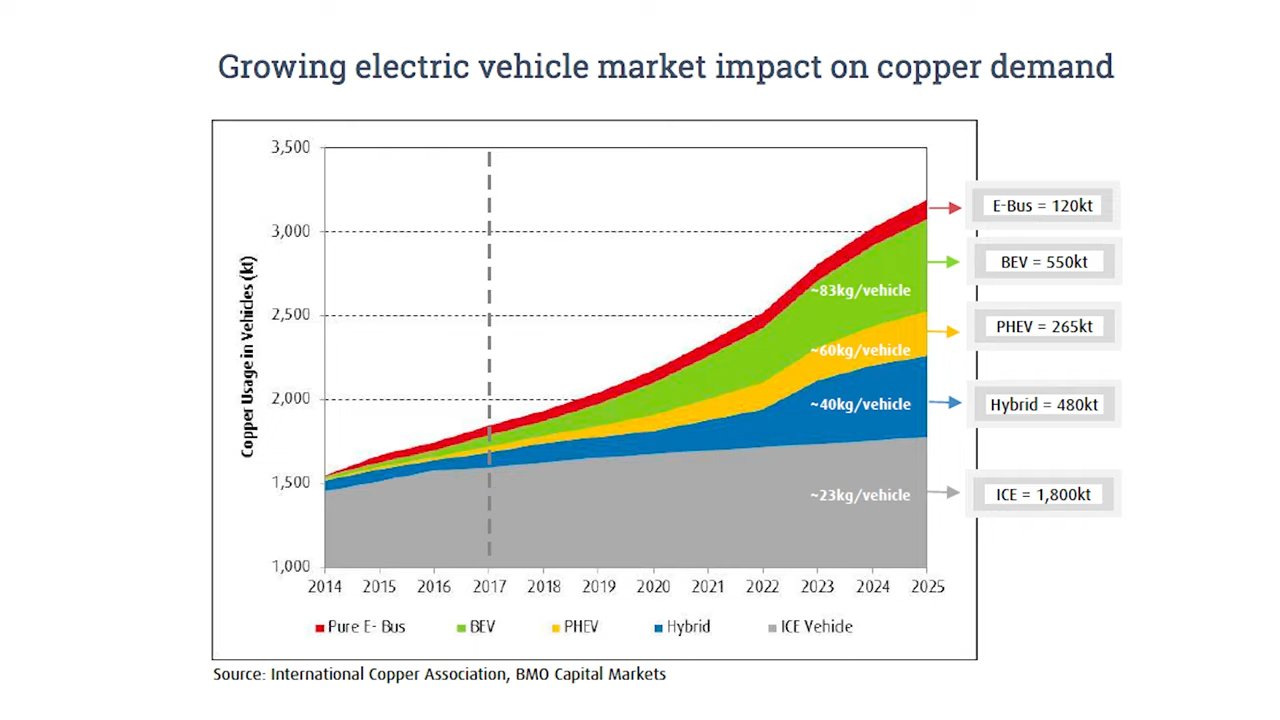 Growing electric vehicle market impact on copper demand
Copper Usage in Vehicles (kt)
3,500
3,000
2,500
2,000
1,500
1,000
2014 2015 2016 2017 2018 2019 2020 2021 2022 2023 2024 2025
~83kg/vehicle
~60kg/vehicle
~40kg/vehicle
~23kg/vehicle
E-Bus = 120kt
BEV = 550kt
PHEV = 265kt
Hybrid = 480kt
ICE = 1,800kt
Pure E- Bus BEV PHEV Hybrid ICE Vehicle
Source: International Copper Association, BMO Capital Markets